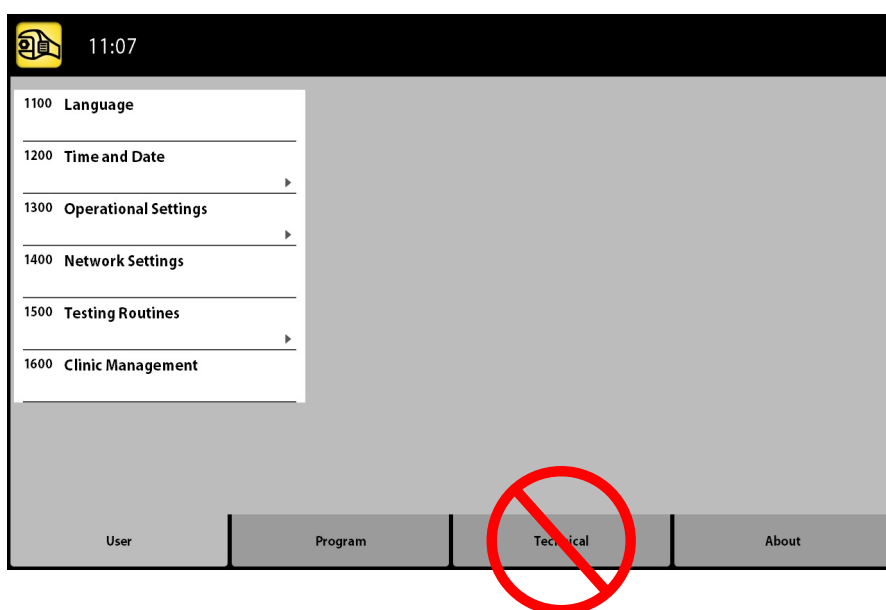 11:07
1100 Language
1200 Time and Date
1300 Operational Settings
1400 Network Settings
1500 Testing Routines
1600 Clinic Management
User Program Technical About